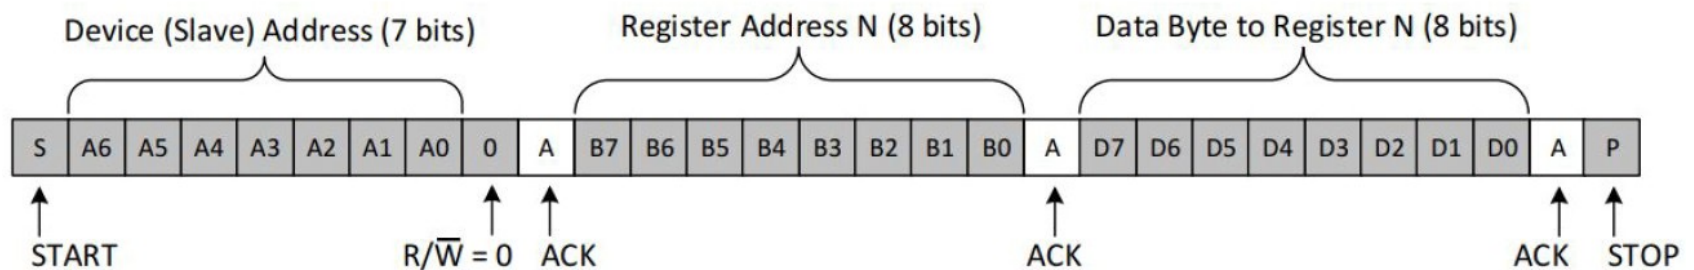 Device (Slave) Address (7 bits) Register Address N (8 bits) Data Byte to Register N (8 bits)
S A6 A5 A4 A3 A2 A1 A0 0 A B7 B6 B5 B4 B3 B2 B1 B0 A D7 D6 D5 D4 D3 D2 D1 D0 A P
START R/W̅ = 0 ACK ACK ACK STOP